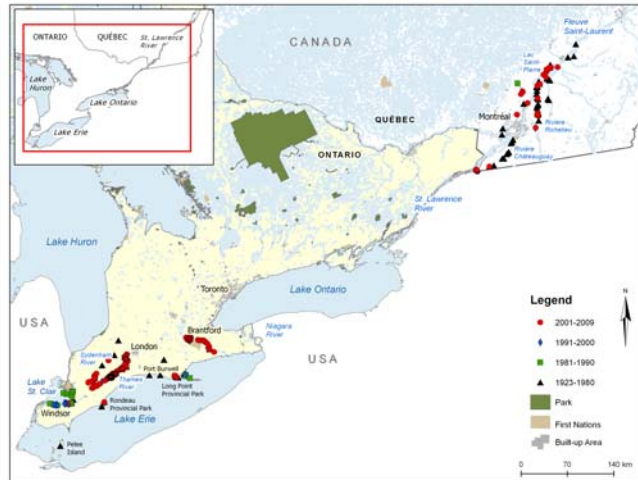 ONTARIO
QUÉBEC
St. Lawrence
River
Lake
Huron
Lake Ontario
Lake Erie
CANADA
Fleuve
Saint-Laurent
Lac
Saint-
Pierre
Montréal
Rivière
Richelieu
Rivière
Châteauguay
QUÉBEC
ONTARIO
St. Lawrence
River
Lake Huron
Toronto
Lake Ontario
USA
Niagara
River
USA
Brantford
London
Sydenham
River
Port Burwell
Thames
River
Long Point
Provincial Park
Lake
St. Clair
Windsor
Rondeau
Provincial Park
Lake Erie
Pelee
Island
N
Legend
2001-2009
1991-2000
1981-1990
1923-1980
Park
First Nations
Built-up Area
0 70 140 km